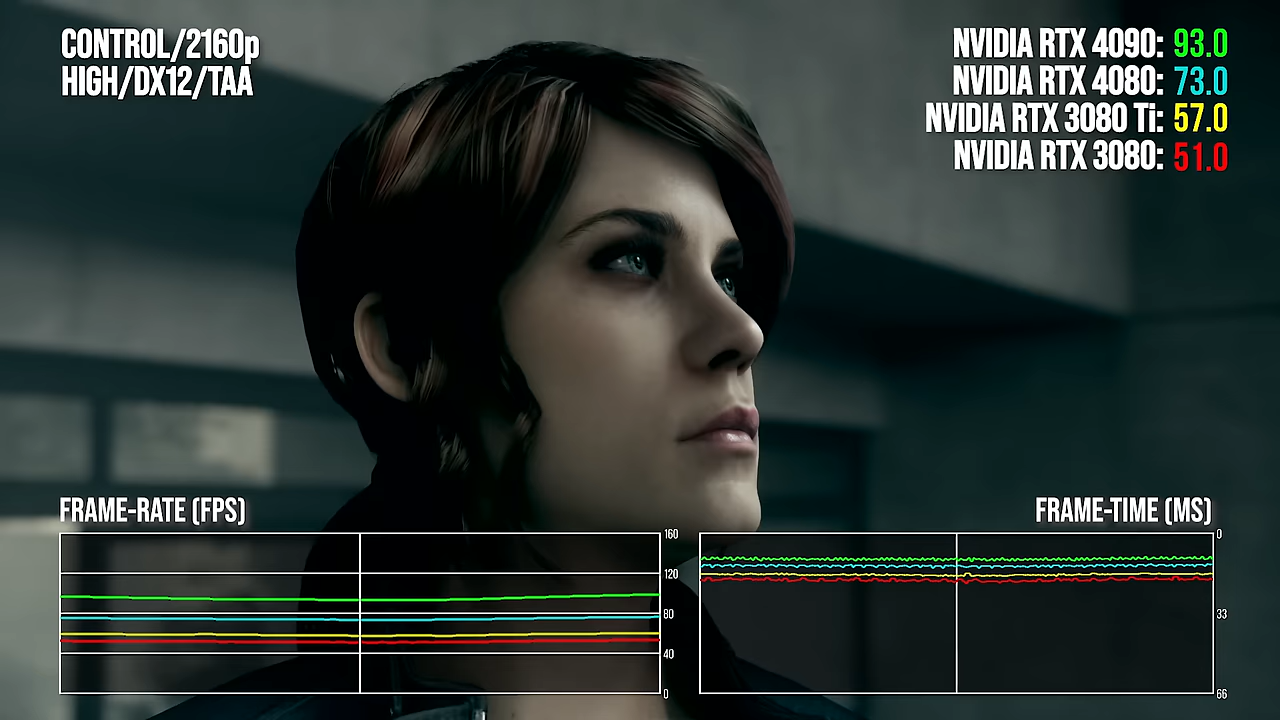 CONTROL/2160p
HIGH/DX12/TAA
NVIDIA RTX 4090: 93.0
NVIDIA RTX 4080: 73.0
NVIDIA RTX 3080 Ti: 57.0
NVIDIA RTX 3080: 51.0
FRAME-RATE (FPS)
160
120
80
40
0
FRAME-TIME (MS)
0
33
66